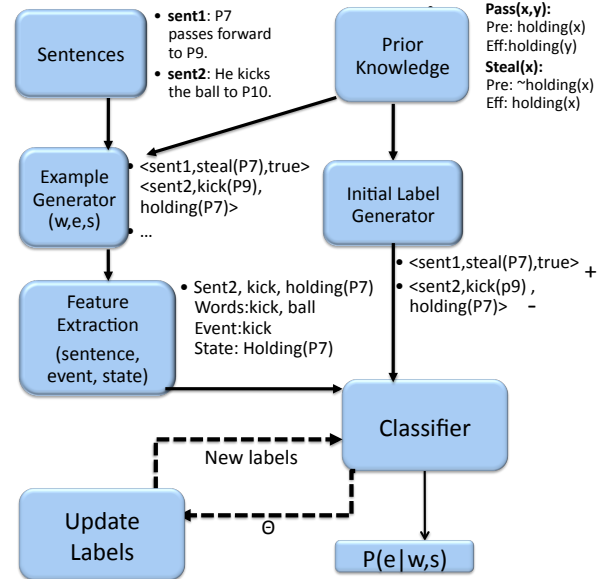 Sentences
• sent1: P7
passes forward
to P9.
• sent2: He kicks
the ball to P10.
Prior
Knowledge
Pass(x,y):
Pre: holding(x)
Eff:holding(y)
Steal(x):
Pre: ~holding(x)
Eff: holding(x)
Example
Generator
(w,e,s)
• <sent1,steal(P7),true>
<sent2,kick(P9),
holding(P7)>
• …
Initial Label
Generator
• <sent1,steal(P7),true> +
• <sent2,kick(p9) ,
holding(P7)> -
Feature
Extraction
(sentence,
event, state)
• Sent2, kick, holding(P7)
Words:kick, ball
Event:kick
State: Holding(P7)
Classifier
New labels
Update
Labels
Θ
P(e|w,s)